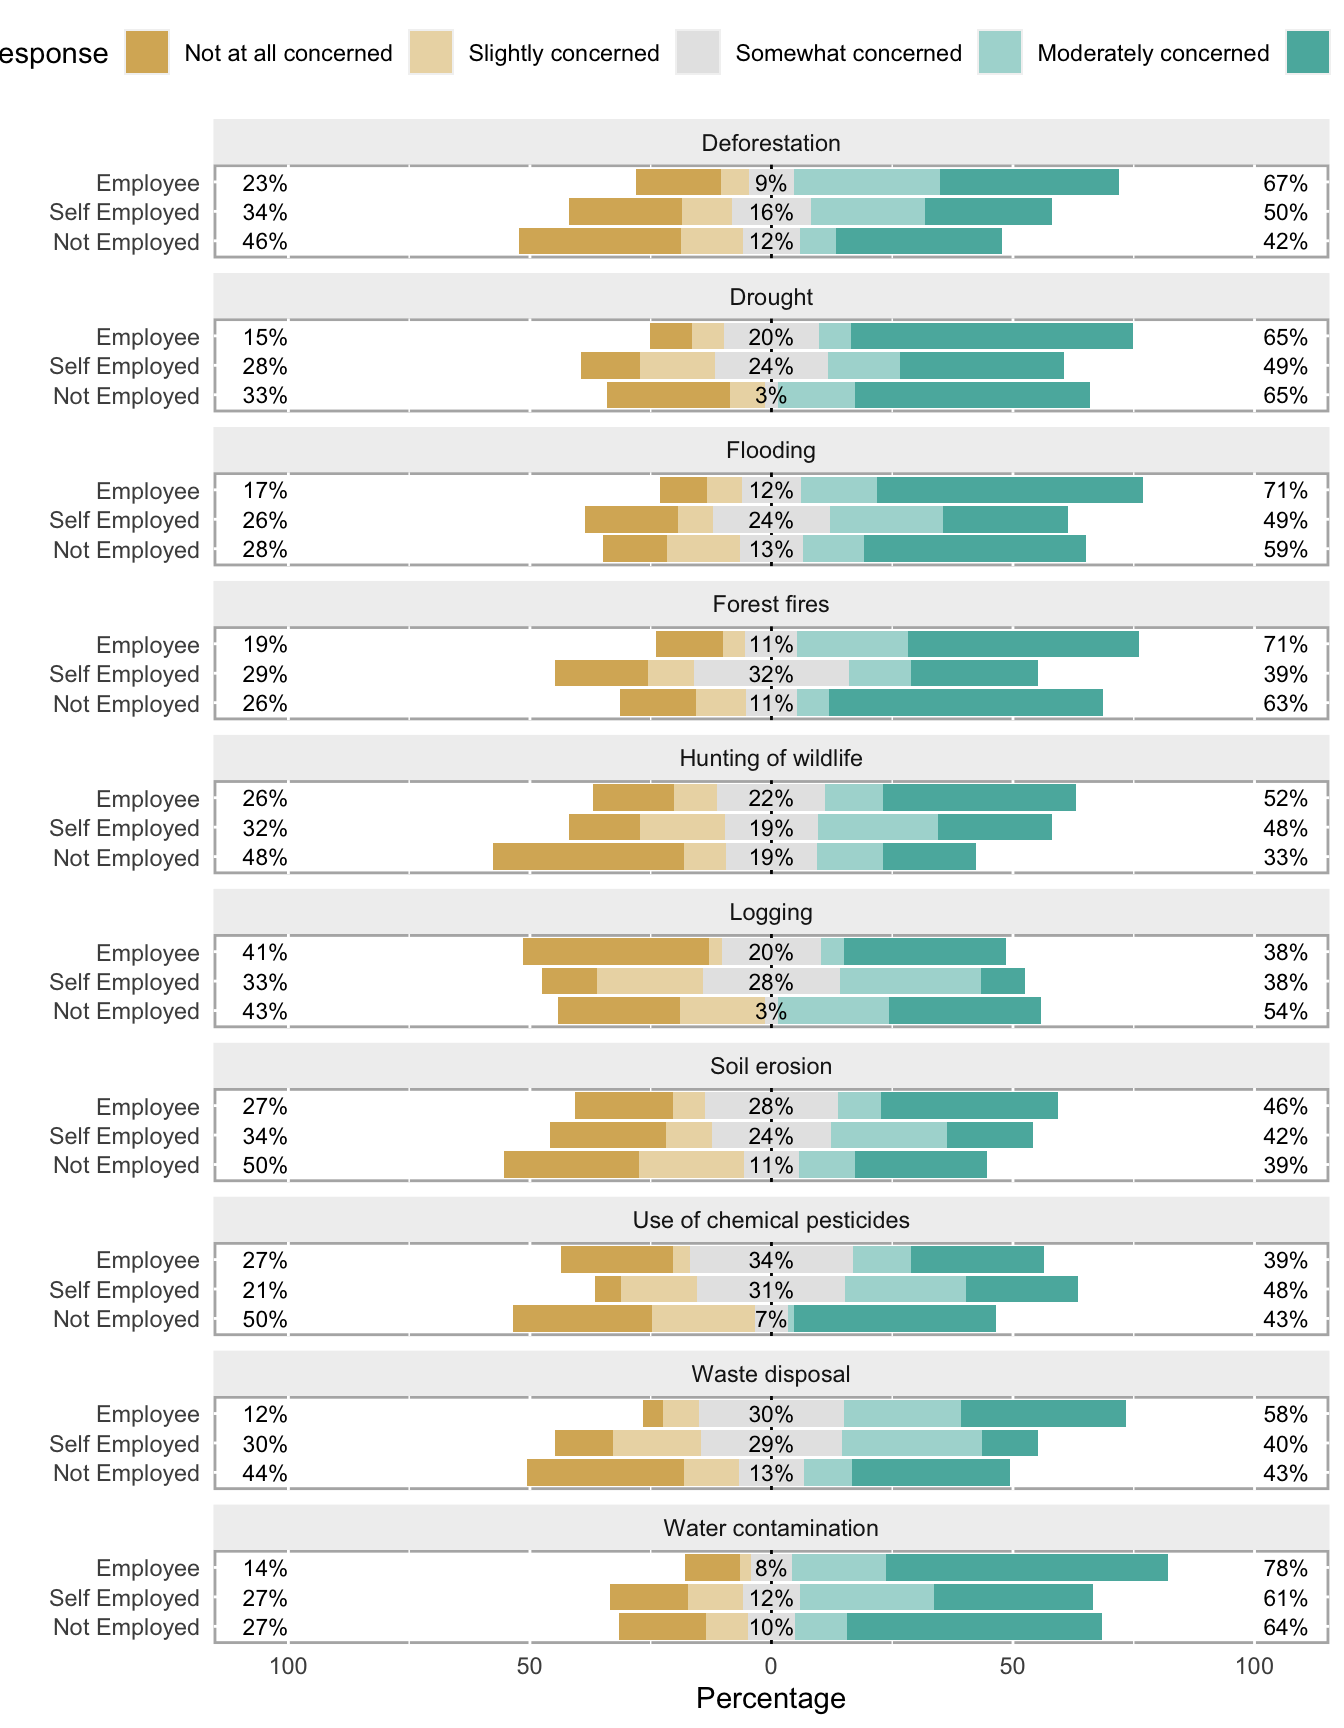 esponse Not at all concerned Slightly concerned Somewhat concerned Moderately concerned
Deforestation
Employee 23% 9% 67%
Self Employed 34% 16% 50%
Not Employed 46% 12% 42%
Drought
Employee 15% 20% 65%
Self Employed 28% 24% 49%
Not Employed 33% 3% 65%
Flooding
Employee 17% 12% 71%
Self Employed 26% 24% 49%
Not Employed 28% 13% 59%
Forest fires
Employee 19% 11% 71%
Self Employed 29% 32% 39%
Not Employed 26% 11% 63%
Hunting of wildlife
Employee 26% 22% 52%
Self Employed 32% 19% 48%
Not Employed 48% 19% 33%
Logging
Employee 41% 20% 38%
Self Employed 33% 28% 38%
Not Employed 43% 3% 54%
Soil erosion
Employee 27% 28% 46%
Self Employed 34% 24% 42%
Not Employed 50% 11% 39%
Use of chemical pesticides
Employee 27% 34% 39%
Self Employed 21% 31% 48%
Not Employed 50% 7% 43%
Waste disposal
Employee 12% 30% 58%
Self Employed 30% 29% 40%
Not Employed 44% 13% 43%
Water contamination
Employee 14% 8% 78%
Self Employed 27% 12% 61%
Not Employed 27% 10% 64%
100 50 0 50 100
Percentage